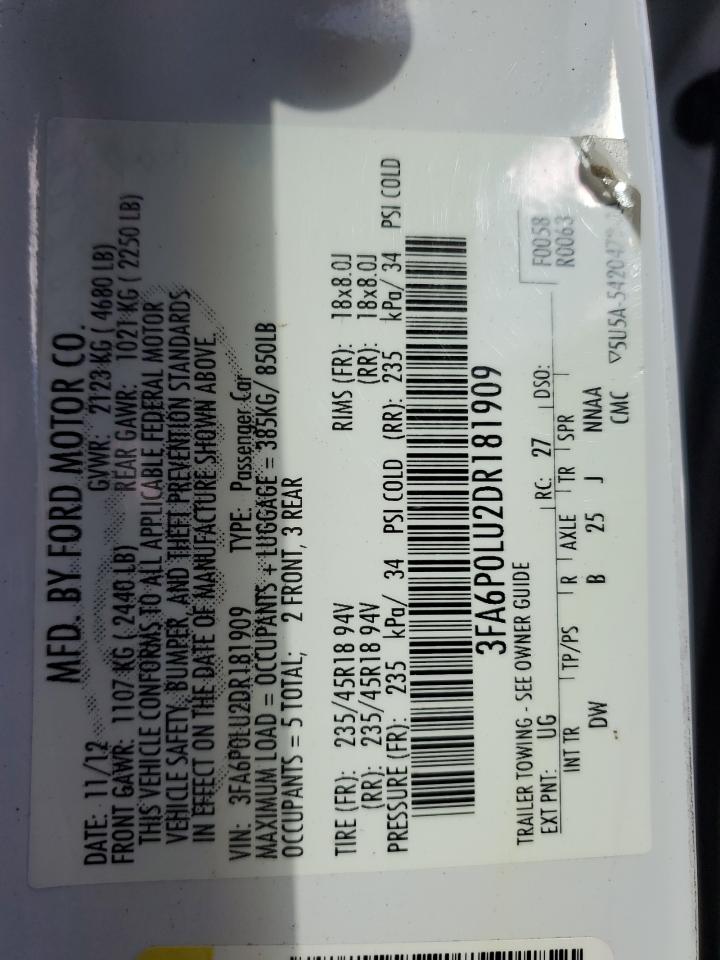 MFD. BY FORD MOTOR CO.
DATE: 11/12 GVWR: 2123 KG ( 4680 LB)
FRONT GAWR: 1107 KG ( 2440 LB) REAR GAWR: 1021 KG ( 2250 LB)
THIS VEHICLE CONFORMS TO ALL APPLICABLE FEDERAL MOTOR
VEHICLE SAFETY, BUMPER, AND THEFT PREVENTION STANDARDS
IN EFFECT ON THE DATE OF MANUFACTURE SHOWN ABOVE.
VIN: 3FA6P0LU2DR181909 TYPE: Passenger Car
MAXIMUM LOAD = OCCUPANTS + LUGGAGE = 385KG/ 850LB
OCCUPANTS = 5 TOTAL; 2 FRONT, 3 REAR
TIRE (FR): 235/45R18 94V RIMS (FR): 18x8.0J
(RR): 235/45R18 94V (RR): 18x8.0J
PRESSURE (FR): 235 kPa/ 34 PSI COLD (RR): 235 kPa/ 34 PSI COLD
3FA6P0LU2DR181909
TRAILER TOWING - SEE OWNER GUIDE F0058
EXT PNT: UG RC: 27 DSO: R0063
INT TR TP/PS R AXLE TR SPR
DW B 25 J NNAA
CMC ▽5U5A-5420472-